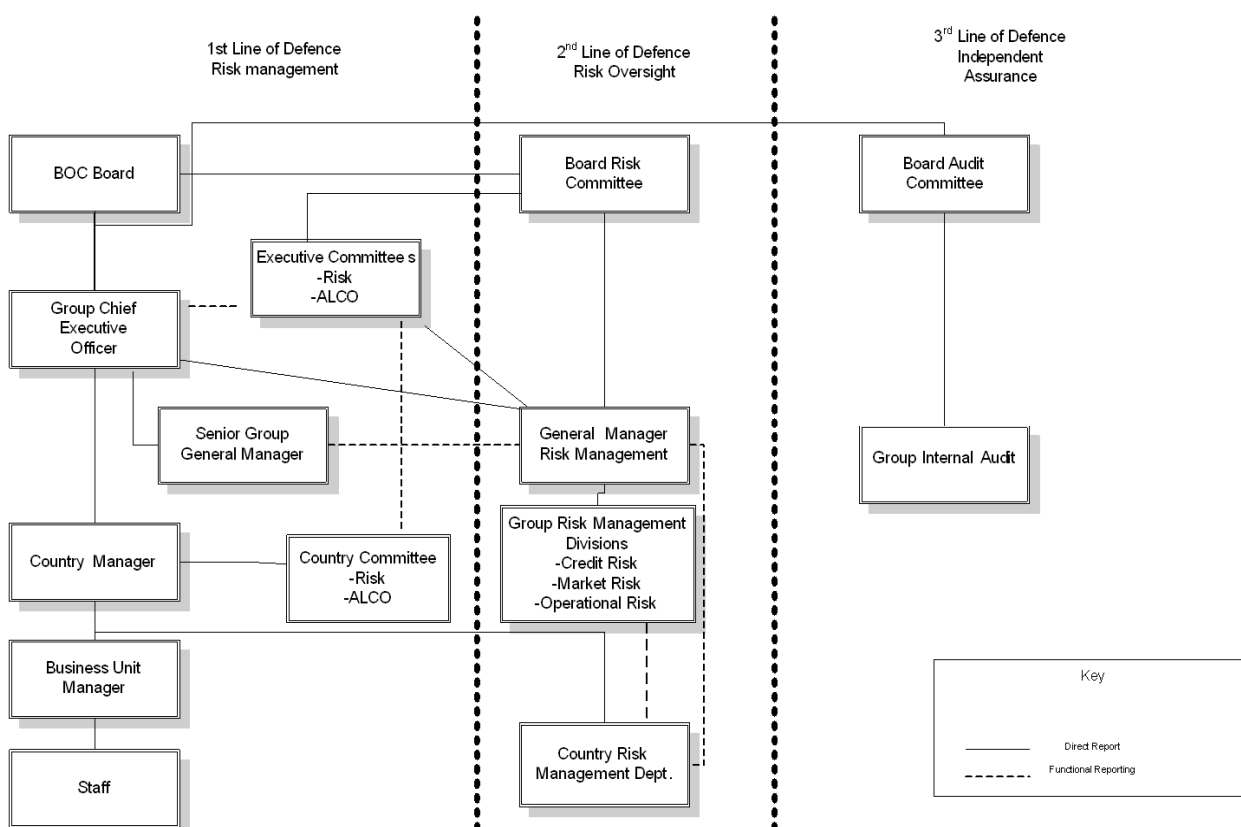 1st Line of Defence
Risk management
2nd Line of Defence
Risk Oversight
3rd Line of Defence
Independent
Assurance
BOC Board
Board Risk
Committee
Board Audit
Committee
Executive Committee s
-Risk
-ALCO
Group Chief
Executive
Officer
Senior Group
General Manager
General Manager
Risk Management
Group Internal Audit
Country Manager
Country Committee
-Risk
-ALCO
Group Risk Management
Divisions
-Credit Risk
-Market Risk
-Operational Risk
Business Unit
Manager
Country Risk
Management Dept.
Staff
Key
Direct Report
Functional Reporting